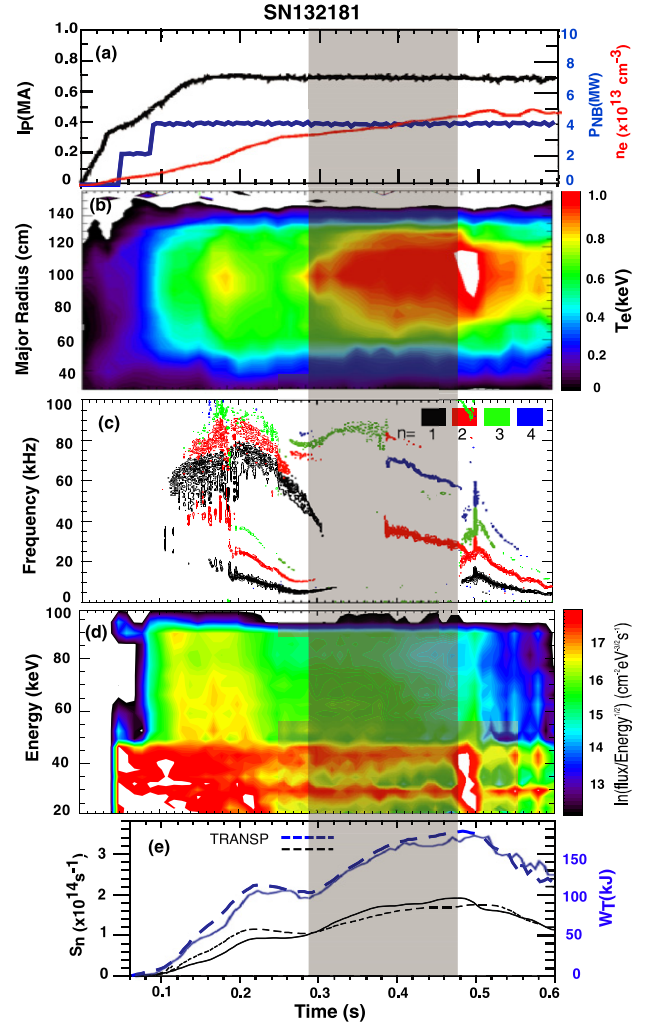 SN132181
(a)
1.0
0.8
0.6
0.4
0.2
0
IP(MA)
10
8
6
4
2
0
PNB(MW)
ne (x10^13 cm^-3)
(b)
140
120
100
80
60
40
Major Radius (cm)
1.0
0.8
0.6
0.4
0.2
0
Te(keV)
(c)
100
80
60
40
20
0
Frequency (kHz)
n= 1 2 3 4
(d)
100
80
60
40
20
Energy (keV)
17
16
15
14
13
ln(flux/Energy^1/2) (cm^-2eV^-3/2s^-1)
(e)
TRANSP
3
2
1
0
Sn (x10^14s^-1)
150
100
50
0
WT(kJ)
0.1 0.2 0.3 0.4 0.5 0.6
Time (s)